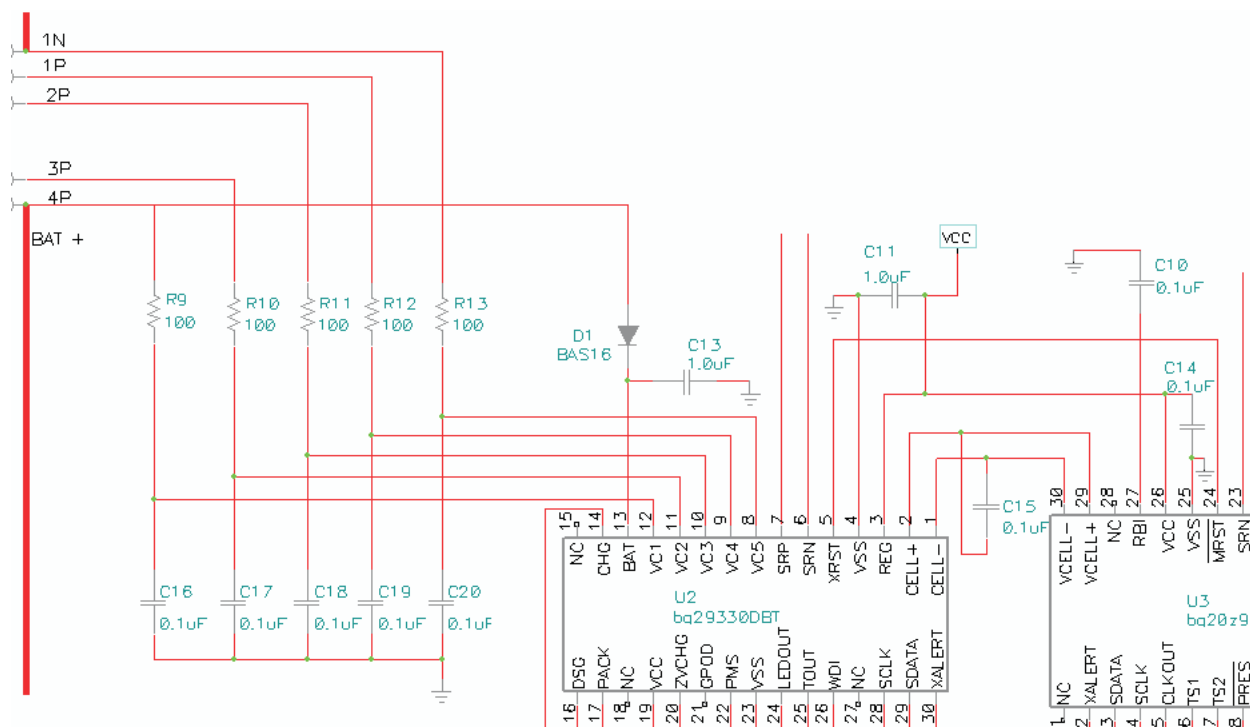 1N
1P
2P
3P
4P
BAT +
VCC
C11
1.0uF
C10
0.1uF
R9
100
R10
100
R11
100
R12
100
R13
100
D1
BAS16
C13
1.0uF
C14
0.1uF
C15
0.1uF
15 14 13 12 11 10 9 8 7 6 5 4 3 2 1
NC CHG BAT VC1 VC2 VC3 VC4 VC5 SRP SRN XRST VSS REG CELL+ CELL-
30 29 28 27 26 25 24 23
VCELL- VCELL+ NC RBI VCC VSS MRST SRN
C16
0.1uF
C17
0.1uF
C18
0.1uF
C19
0.1uF
C20
0.1uF
U2
bq29330DBT
U3
bq20z9
DSG PACK NC VCC ZVCHG GPOD PMS VSS LEDOUT TOUT WDI NC SCLK SDATA XALERT
16 17 18 19 20 21 22 23 24 25 26 27 28 29 30
NC XALERT SDATA SCLK CLKOUT TS1 TS2 PRES
1 2 3 4 5 6 7 8